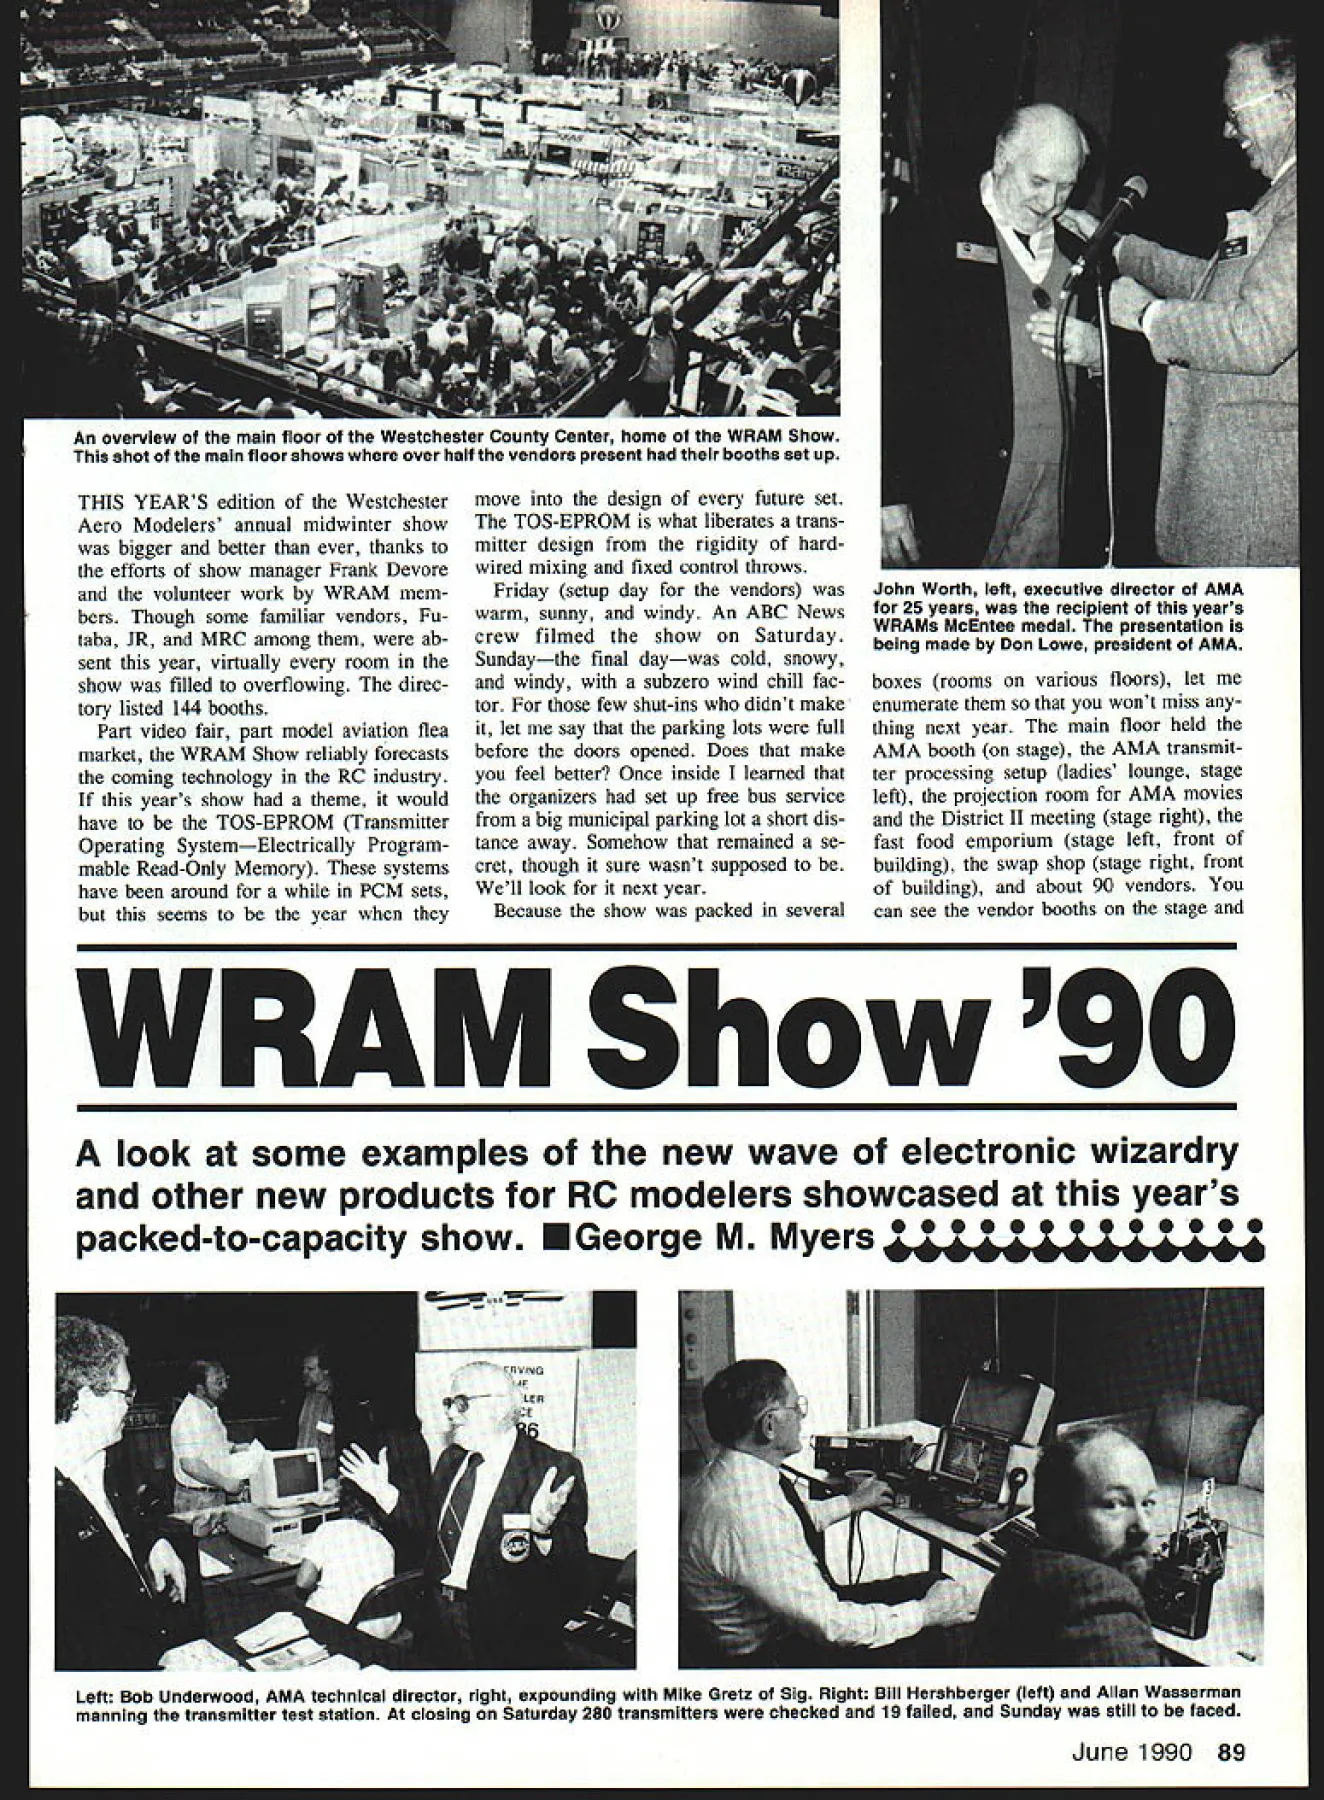 An overview of the main floor of the Westchester County Center, home of the WRAM Show.
This shot of the main floor shows where over half the vendors present had their booths set up.
John Worth, left, executive director of AMA
for 25 years, was the recipient of this year's
WRAMs McEntee medal. The presentation is
being made by Don Lowe, president of AMA.
THIS YEAR'S edition of the Westchester
Aero Modelers' annual midwinter show
was bigger and better than ever, thanks to
the efforts of show manager Frank Devore
and the volunteer work by WRAM mem-
bers. Though some familiar vendors, Fu-
taba, JR, and MRC among them, were ab-
sent this year, virtually every room in the
show was filled to overflowing. The direc-
tory listed 144 booths.
Part video fair, part model aviation flea
market, the WRAM Show reliably forecasts
the coming technology in the RC industry.
If this year's show had a theme, it would
have to be the TOS-EPROM (Transmitter
Operating System—Electrically Program-
mable Read-Only Memory). These systems
have been around for a while in PCM sets,
but this seems to be the year when they
move into the design of every future set.
The TOS-EPROM is what liberates a trans-
mitter design from the rigidity of hard-
wired mixing and fixed control throws.
Friday (setup day for the vendors) was
warm, sunny, and windy. An ABC News
crew filmed the show on Saturday.
Sunday—the final day—was cold, snowy,
and windy, with a subzero wind chill fac-
tor. For those few shut-ins who didn't make
it, let me say that the parking lots were full
before the doors opened. Does that make
you feel better? Once inside I learned that
the organizers had set up free bus service
from a big municipal parking lot a short dis-
tance away. Somehow that remained a se-
cret, though it sure wasn't supposed to be.
We'll look for it next year.
Because the show was packed in several
boxes (rooms on various floors), let me
enumerate them so that you won't miss any-
thing next year. The main floor held the
AMA booth (on stage), the AMA transmit-
ter processing setup (ladies' lounge, stage
left), the projection room for AMA movies
and the District II meeting (stage right), the
fast food emporium (stage left, front of
building), the swap shop (stage right, front
of building), and about 90 vendors. You
can see the vendor booths on the stage and
WRAM Show '90
A look at some examples of the new wave of electronic wizardry
and other new products for RC modelers showcased at this year's
packed-to-capacity show. ■George M. Myers
Left: Bob Underwood, AMA technical director, right, expounding with Mike Gretz of Sig. Right: Bill Hershberger (left) and Allan Wasserman
manning the transmitter test station. At closing on Saturday 280 transmitters were checked and 19 failed, and Sunday was still to be faced.
June 1990 89